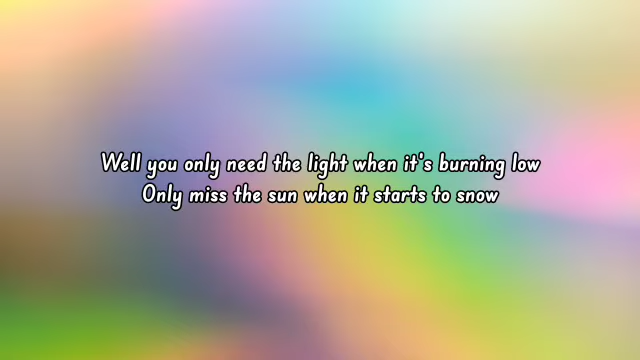 Well you only need the light when it's burning low
Only miss the sun when it starts to snow